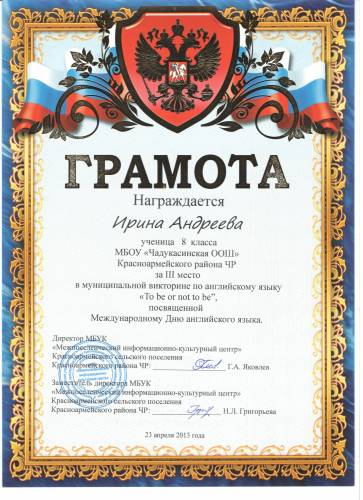 ГРАМОТА
Награждается
Ирина Андреева
ученица 8 класса
МБОУ «Чадукасинская ООШ»
Красноармейского района ЧР
за III место
в муниципальной викторине по английскому языку
«To be or not to be”,
посвященной
Международному Дню английского языка.
Директор МБУК
«Межпоселенческий информационно-культурный центр»
Красноармейского сельского поселения
Красноармейского района ЧР: Г.А. Яковлев
Заместитель директора МБУК
«Межпоселенческий информационно-культурный центр»
Красноармейского сельского поселения
Красноармейского района ЧР: Н.Л. Григорьева
23 апреля 2013 года